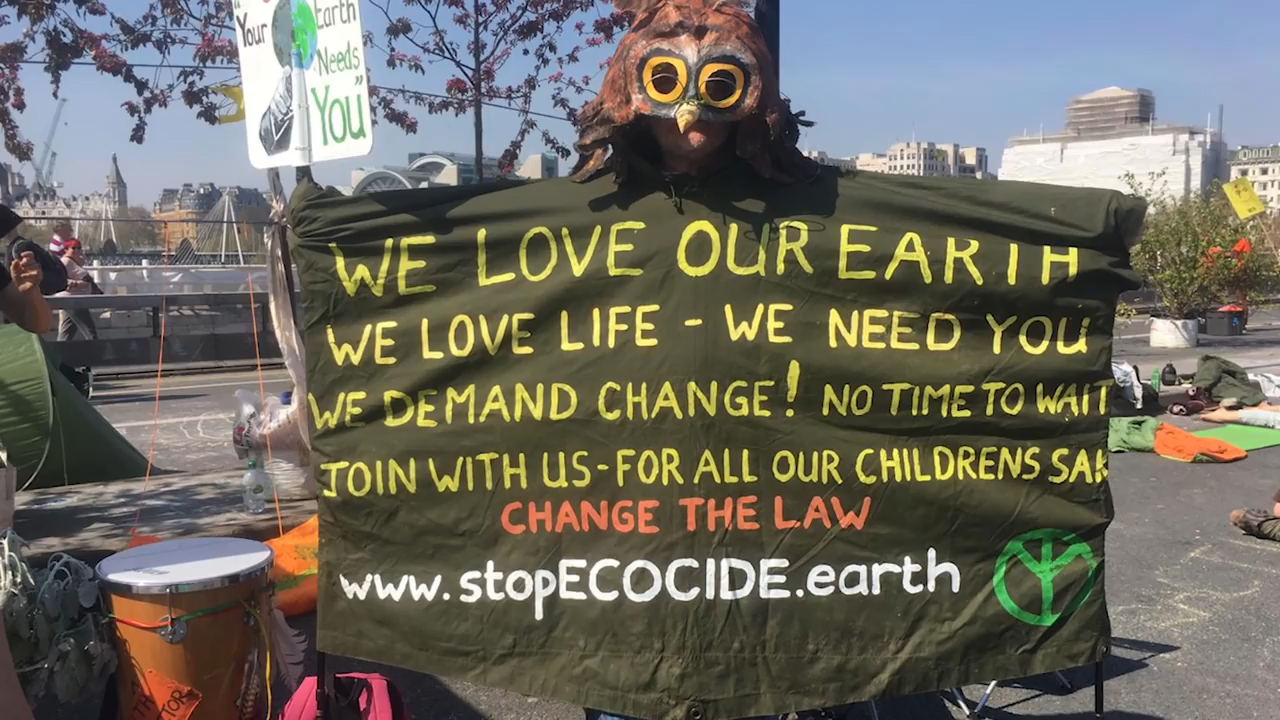 "Your Earth
Needs
You"
WE LOVE OUR EARTH
WE LOVE LIFE - WE NEED YOU
WE DEMAND CHANGE! NO TIME TO WAIT
JOIN WITH US - FOR ALL OUR CHILDRENS SAK
CHANGE THE LAW
www.stopECOCIDE.earth